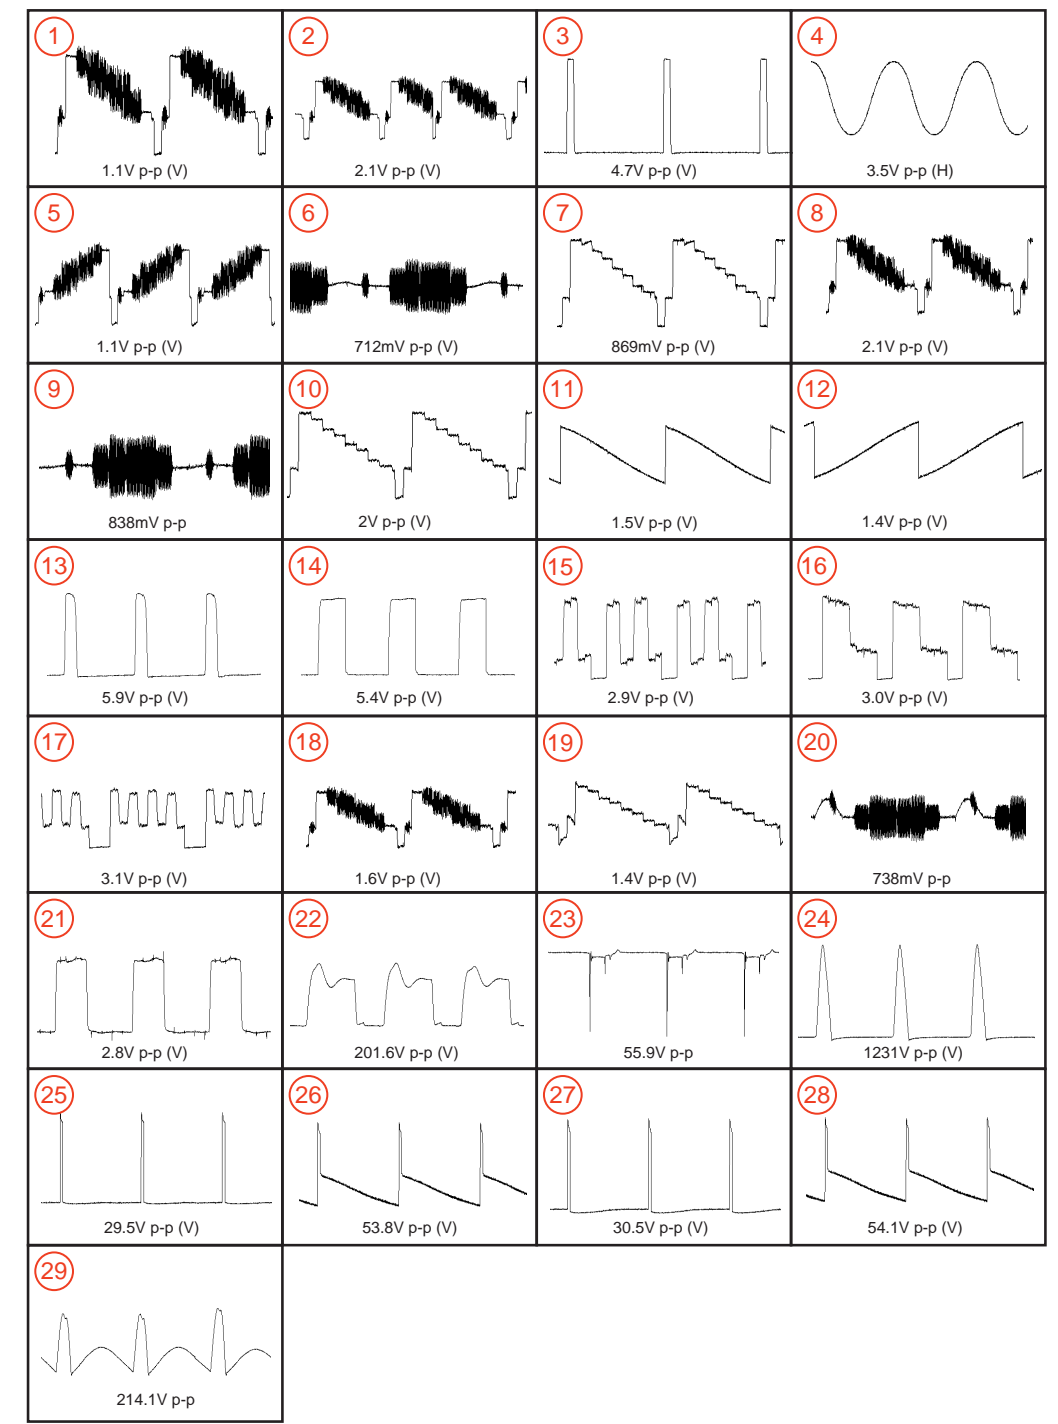 1 2 3 4
1.1V p-p (V) 2.1V p-p (V) 4.7V p-p (V) 3.5V p-p (H)
5 6 7 8
1.1V p-p (V) 712mV p-p (V) 869mV p-p (V) 2.1V p-p (V)
9 10 11 12
838mV p-p 2V p-p (V) 1.5V p-p (V) 1.4V p-p (V)
13 14 15 16
5.9V p-p (V) 5.4V p-p (V) 2.9V p-p (V) 3.0V p-p (V)
17 18 19 20
3.1V p-p (V) 1.6V p-p (V) 1.4V p-p (V) 738mV p-p
21 22 23 24
2.8V p-p (V) 201.6V p-p (V) 55.9V p-p 1231V p-p (V)
25 26 27 28
29.5V p-p (V) 53.8V p-p (V) 30.5V p-p (V) 54.1V p-p (V)
29
214.1V p-p